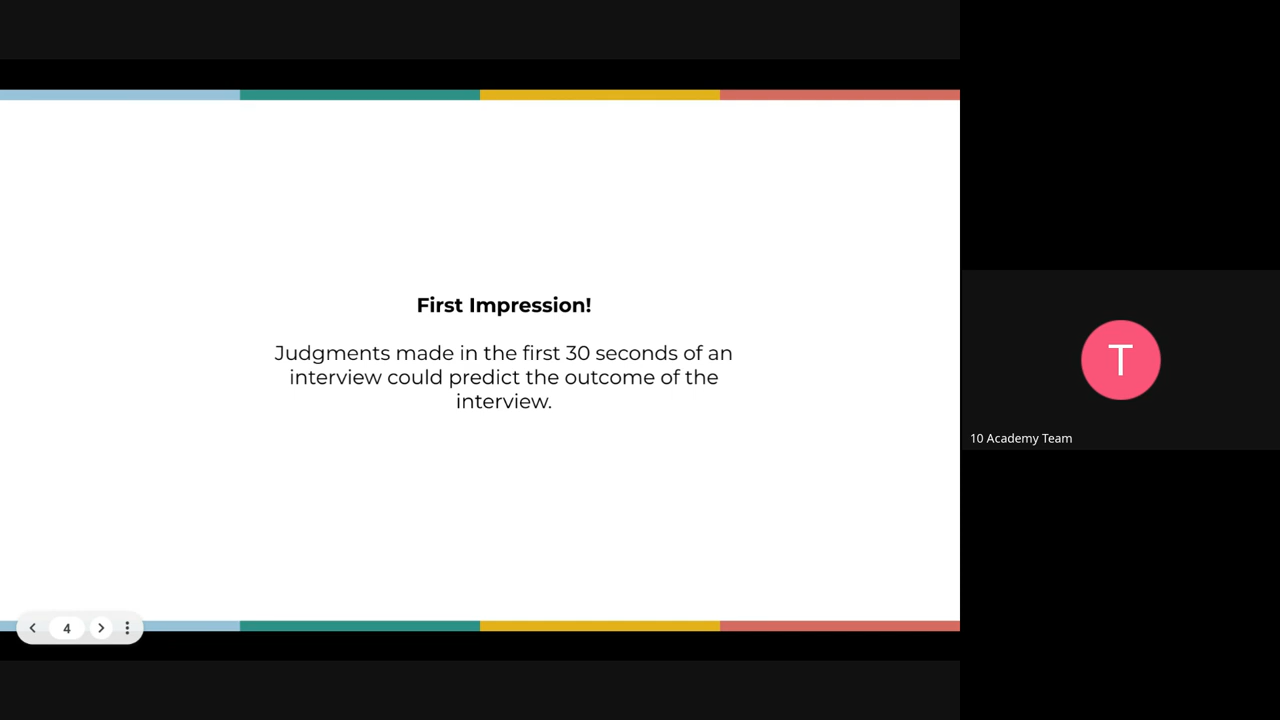 First Impression!
Judgments made in the first 30 seconds of an
interview could predict the outcome of the
interview.
4
T
10 Academy Team